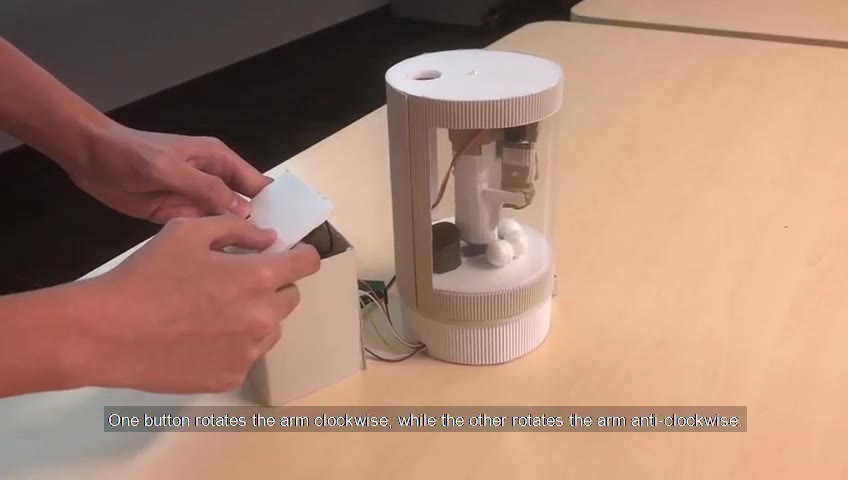 One button rotates the arm clockwise, while the other rotates the arm anti-clockwise